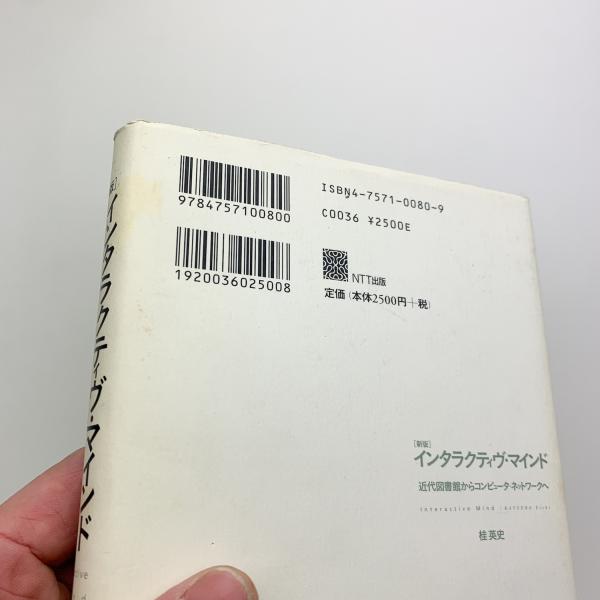 ISBN4-7571-0080-9
9784757100800
C0036 ¥2500E
1920036025008
NTT出版
定価（本体2500円＋税）
[新版]
インタラクティヴ・マインド
近代図書館からコンピュータ・ネットワークへ
Interactive Mind
桂 英史
版]
インタラクティヴ・マインド